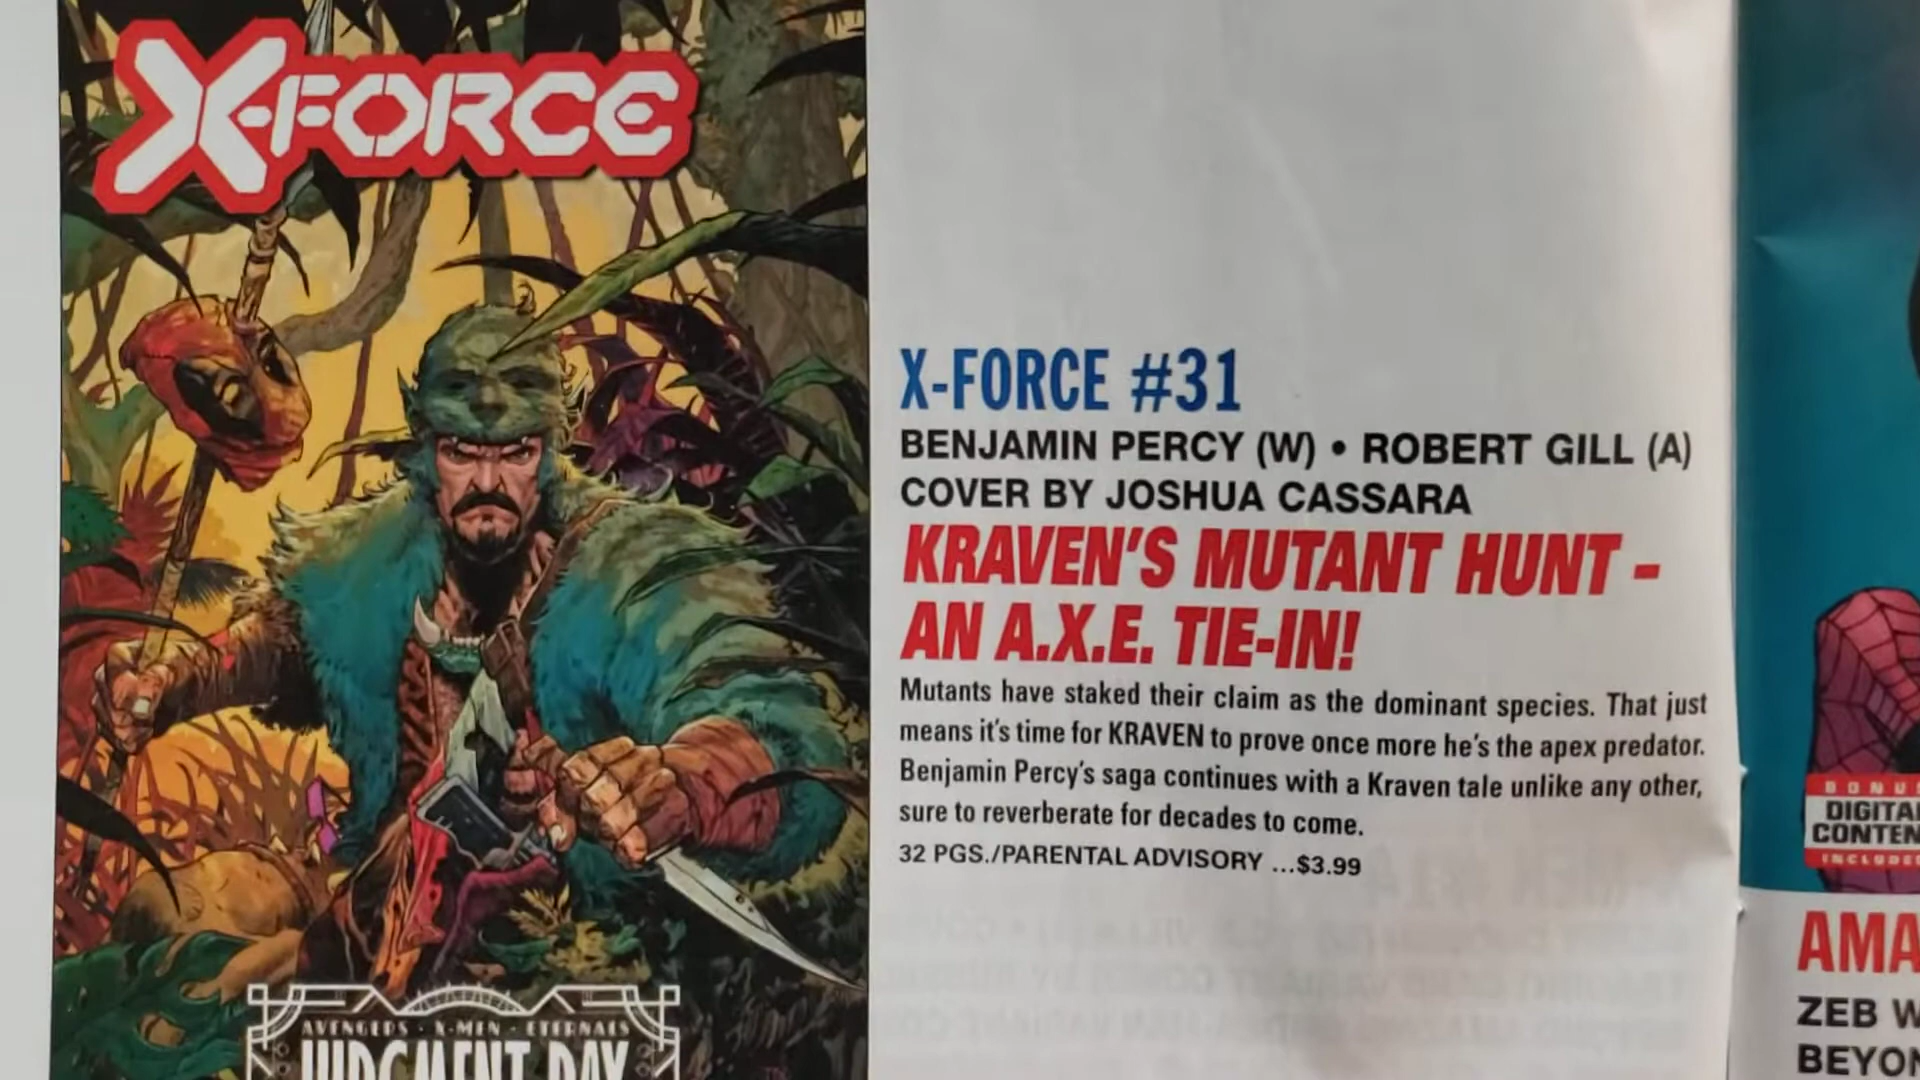 X-FORCE
AVENGERS · X-MEN · ETERNALS
JUDGMENT DAY
X-FORCE #31
BENJAMIN PERCY (W) • ROBERT GILL (A)
COVER BY JOSHUA CASSARA
KRAVEN'S MUTANT HUNT -
AN A.X.E. TIE-IN!
Mutants have staked their claim as the dominant species. That just
means it's time for KRAVEN to prove once more he's the apex predator.
Benjamin Percy's saga continues with a Kraven tale unlike any other,
sure to reverberate for decades to come.
32 PGS./PARENTAL ADVISORY ...$3.99
BONUS
DIGITAL
CONTEN
INCLUDES
AMA
ZEB W
BEYON